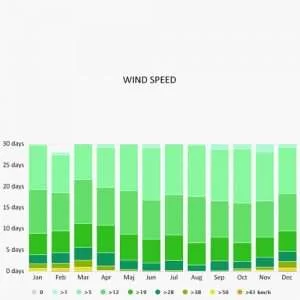 WIND SPEED
30 days
25 days
20 days
15 days
10 days
5 days
0 days
Jan Feb Mar Apr Maj Jun Jul Aug Sep Oct Nov Dec
0 >1 >5 >12 >19 >28 >38 >50 >61 km/h